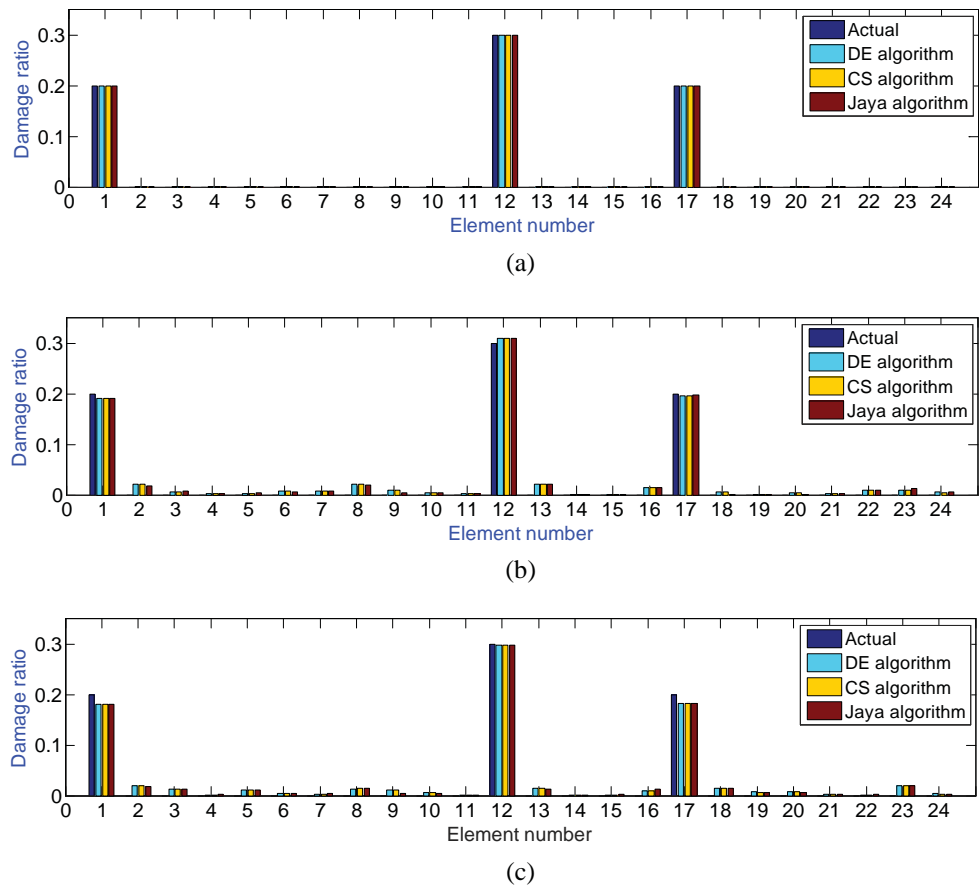 Damage ratio
0.3
0.2
0.1
0
Actual
DE algorithm
CS algorithm
Jaya algorithm
0 1 2 3 4 5 6 7 8 9 10 11 12 13 14 15 16 17 18 19 20 21 22 23 24
Element number
(a)
Damage ratio
0.3
0.2
0.1
0
Actual
DE algorithm
CS algorithm
Jaya algorithm
0 1 2 3 4 5 6 7 8 9 10 11 12 13 14 15 16 17 18 19 20 21 22 23 24
Element number
(b)
Damage ratio
0.3
0.2
0.1
0
Actual
DE algorithm
CS algorithm
Jaya algorithm
0 1 2 3 4 5 6 7 8 9 10 11 12 13 14 15 16 17 18 19 20 21 22 23 24
Element number
(c)